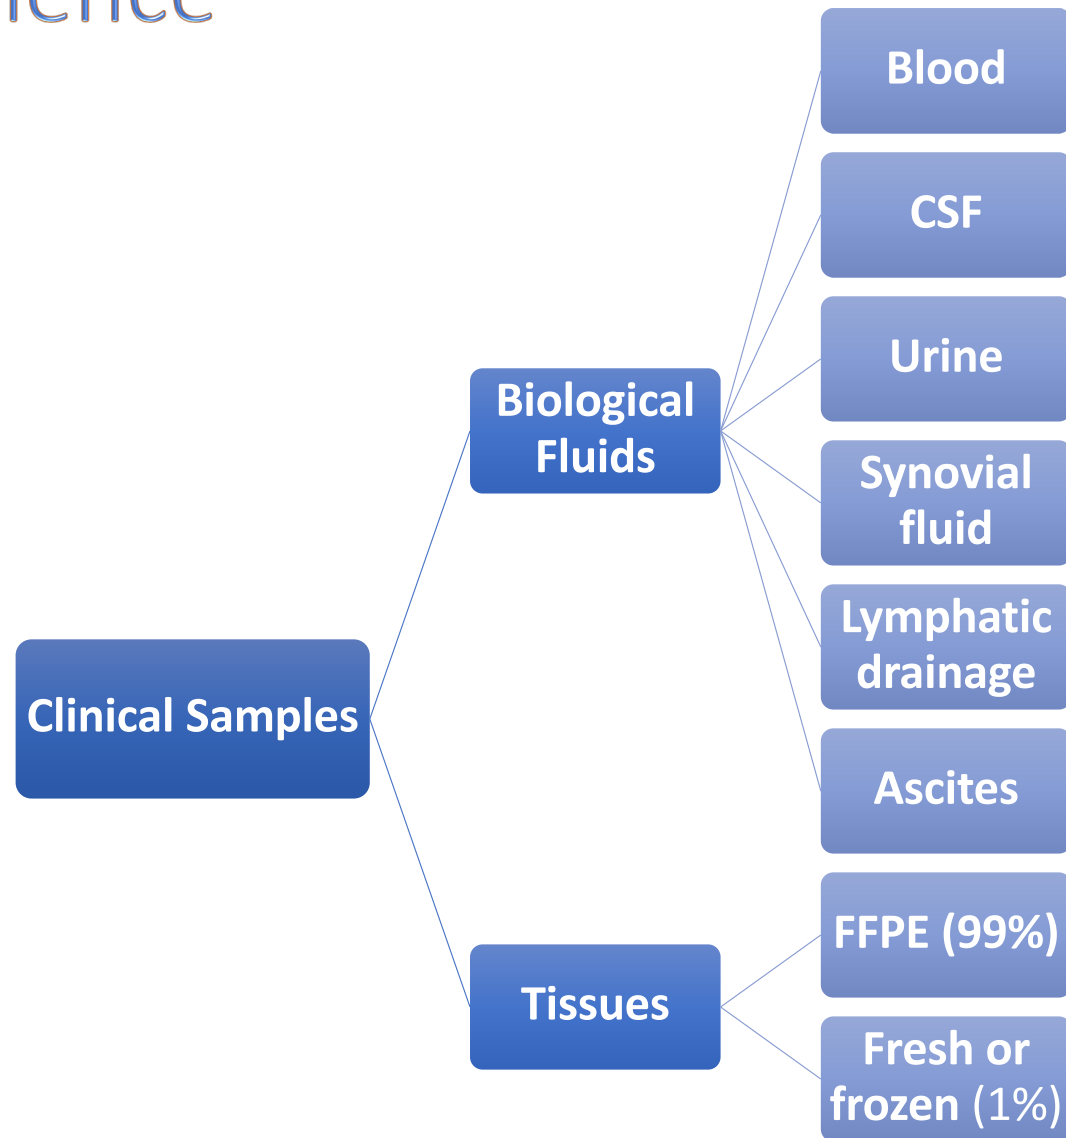 Blood
CSF
Urine
Biological
Fluids
Synovial
fluid
Lymphatic
drainage
Clinical Samples
Ascites
FFPE (99%)
Tissues
Fresh or
frozen (1%)